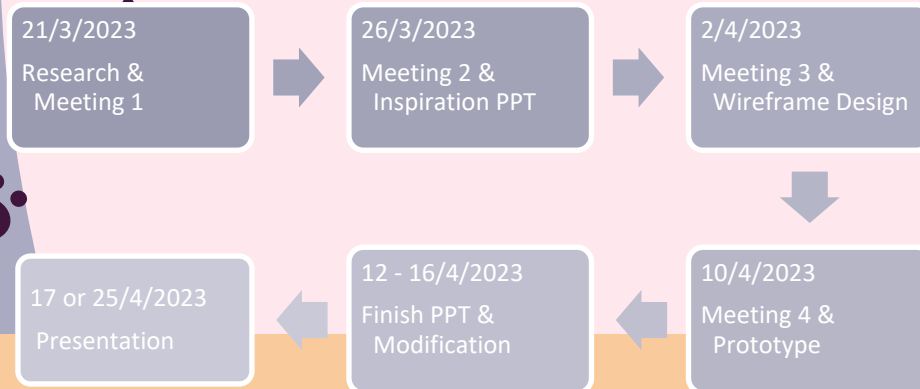 21/3/2023
Research &
Meeting 1
26/3/2023
Meeting 2 &
Inspiration PPT
2/4/2023
Meeting 3 &
Wireframe Design
10/4/2023
Meeting 4 &
Prototype
12 - 16/4/2023
Finish PPT &
Modification
17 or 25/4/2023
Presentation